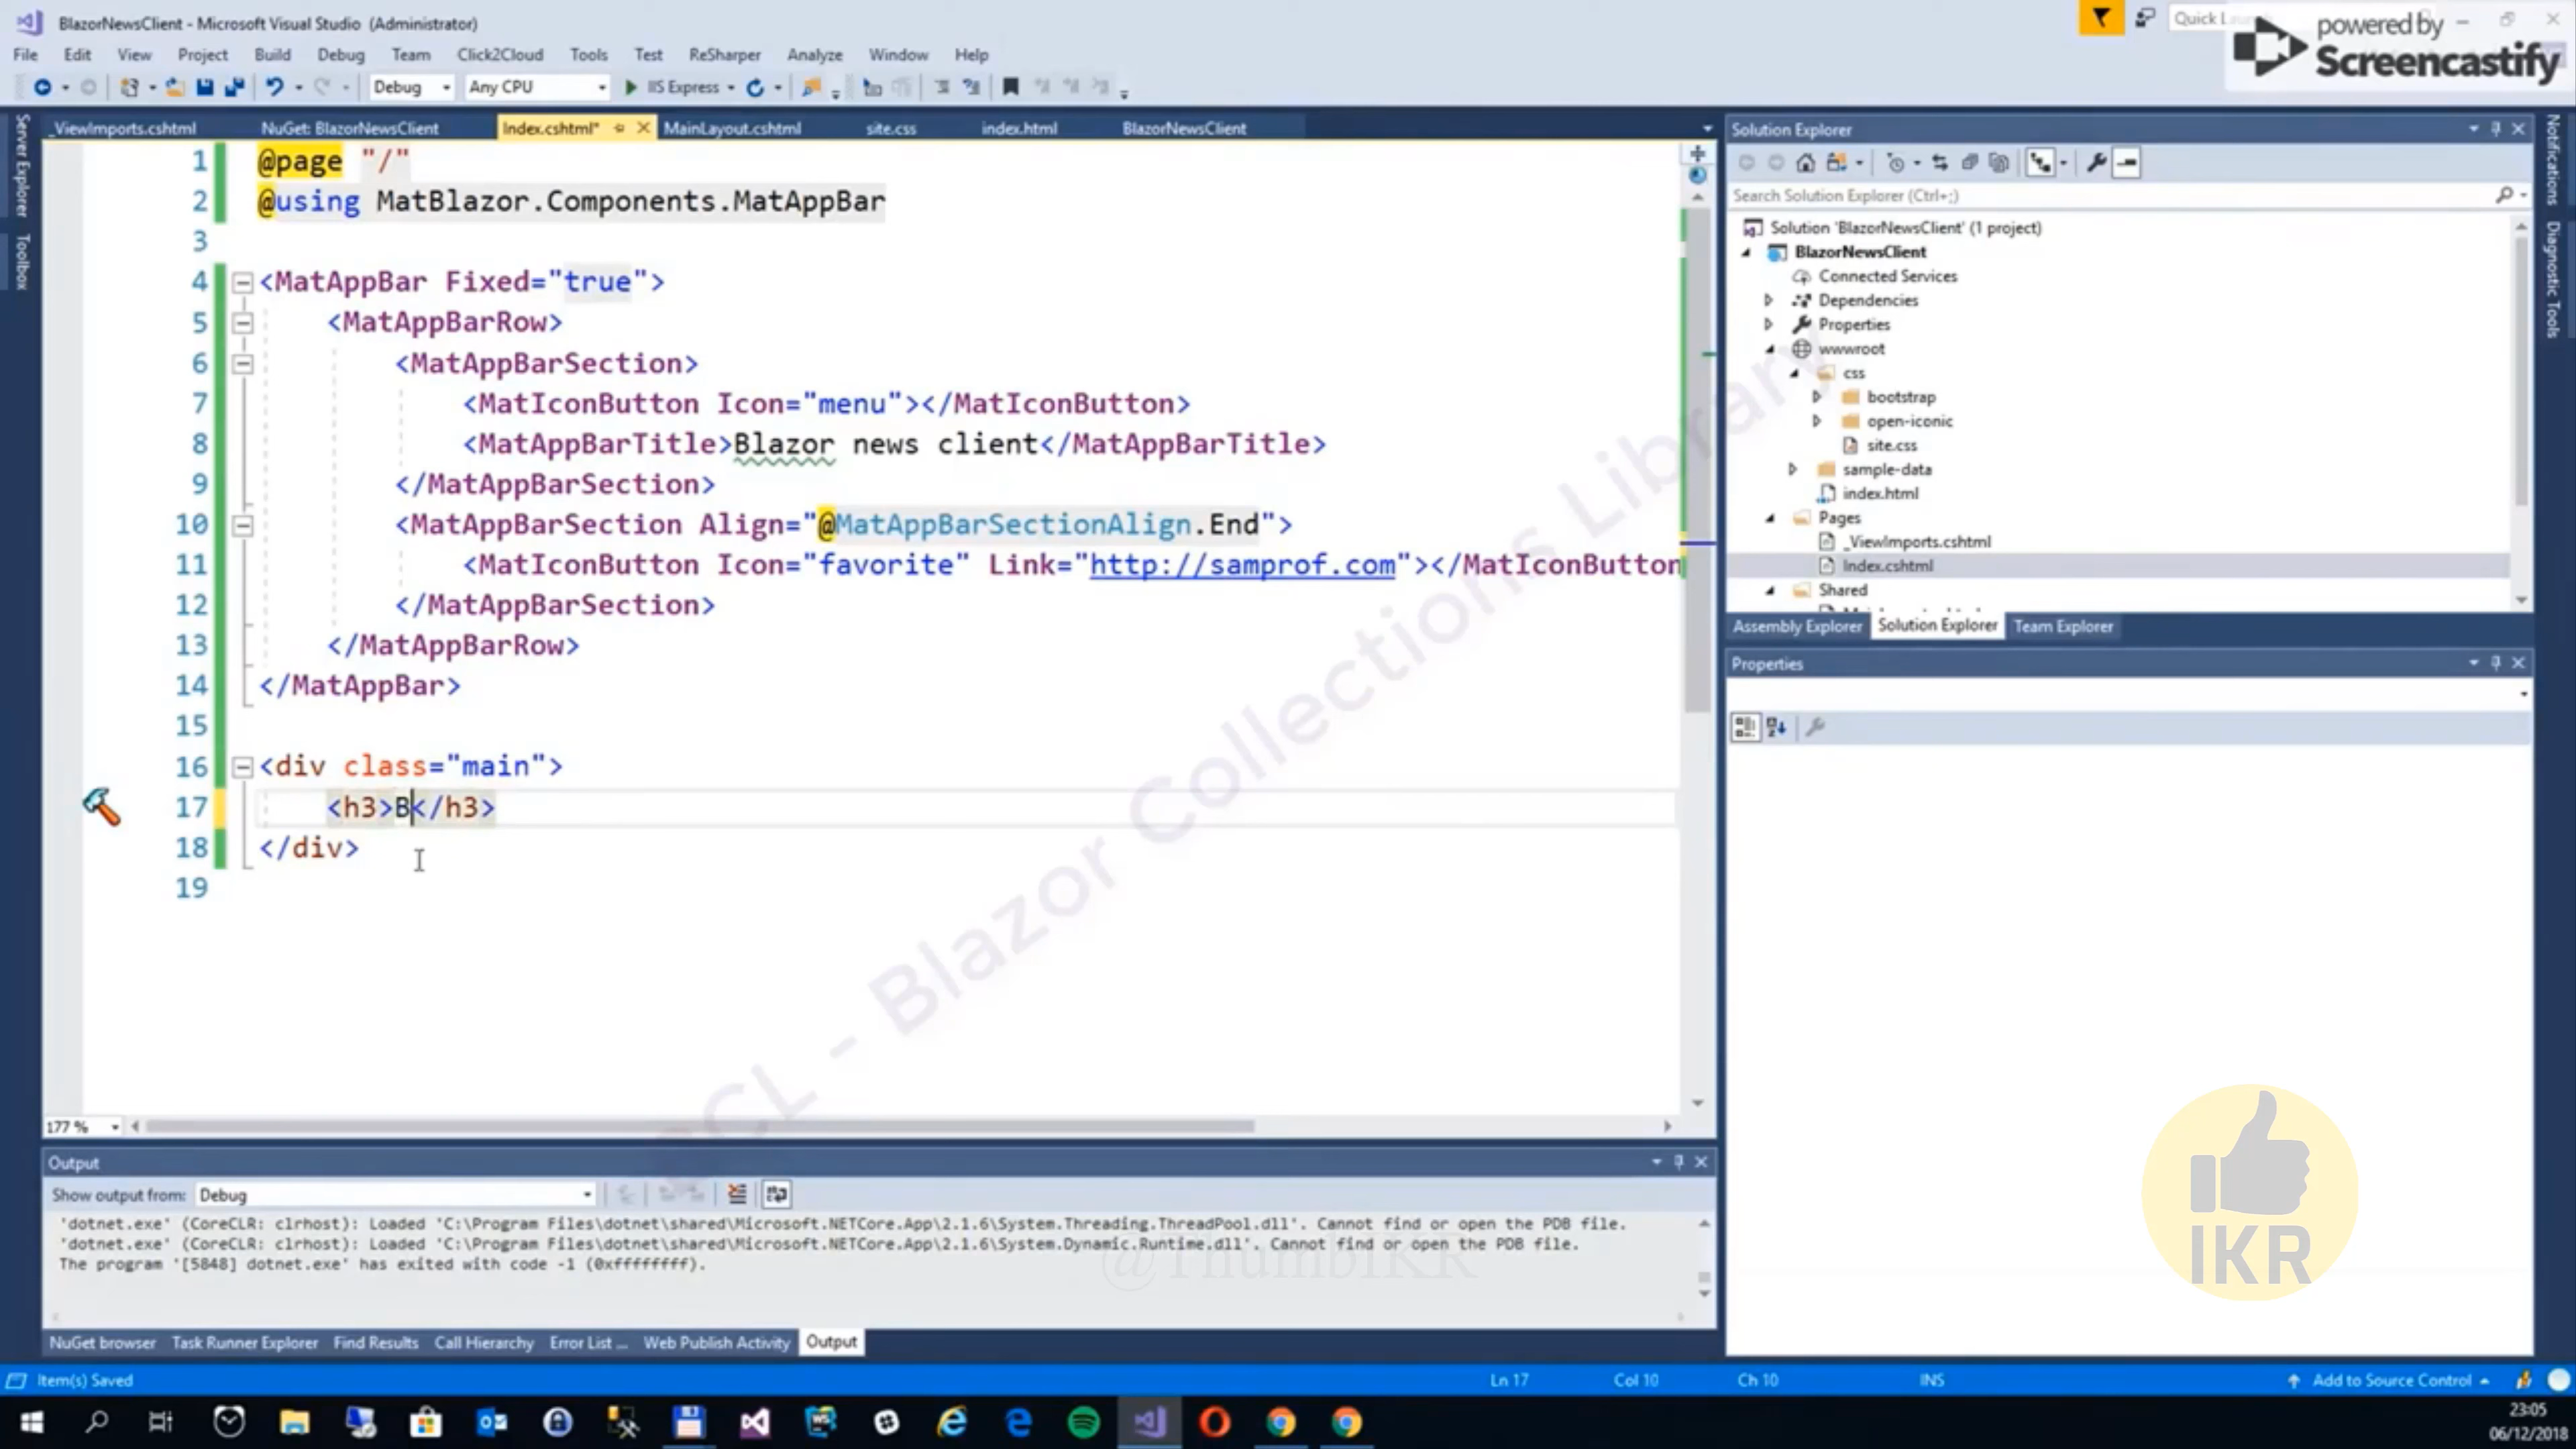 BlazorNewsClient - Microsoft Visual Studio (Administrator)
Quick
powered by
Screencastify
File Edit View Project Build Debug Team Click2Cloud Tools Test ReSharper Analyze Window Help
Debug Any CPU IIS Express
Server Explorer
Toolbox
_ViewImports.cshtml NuGet: BlazorNewsClient Index.cshtml* MainLayout.cshtml site.css index.html BlazorNewsClient
1 @page "/"
2 @using MatBlazor.Components.MatAppBar
3
4 <MatAppBar Fixed="true">
5 <MatAppBarRow>
6 <MatAppBarSection>
7 <MatIconButton Icon="menu"></MatIconButton>
8 <MatAppBarTitle>Blazor news client</MatAppBarTitle>
9 </MatAppBarSection>
10 <MatAppBarSection Align="@MatAppBarSectionAlign.End">
11 <MatIconButton Icon="favorite" Link="http://samprof.com"></MatIconButton
12 </MatAppBarSection>
13 </MatAppBarRow>
14 </MatAppBar>
15
16 <div class="main">
17 <h3>B</h3>
18 </div>
19
CL - Blazor Collections Library
177 %
Output
Show output from: Debug
'dotnet.exe' (CoreCLR: clrhost): Loaded 'C:\Program Files\dotnet\shared\Microsoft.NETCore.App\2.1.6\System.Threading.ThreadPool.dll'. Cannot find or open the PDB file.
'dotnet.exe' (CoreCLR: clrhost): Loaded 'C:\Program Files\dotnet\shared\Microsoft.NETCore.App\2.1.6\System.Dynamic.Runtime.dll'. Cannot find or open the PDB file.
The program '[5848] dotnet.exe' has exited with code -1 (0xffffffff).
@ThumbIKR
NuGet browser Task Runner Explorer Find Results Call Hierarchy Error List ... Web Publish Activity Output
Solution Explorer
Search Solution Explorer (Ctrl+;)
Solution 'BlazorNewsClient' (1 project)
BlazorNewsClient
Connected Services
Dependencies
Properties
wwwroot
css
bootstrap
open-iconic
site.css
sample-data
index.html
Pages
_ViewImports.cshtml
Index.cshtml
Shared
Assembly Explorer Solution Explorer Team Explorer
Properties
Notifications
Diagnostic Tools
IKR
Item(s) Saved Ln 17 Col 10 Ch 10 INS Add to Source Control
23:05
06/12/2018